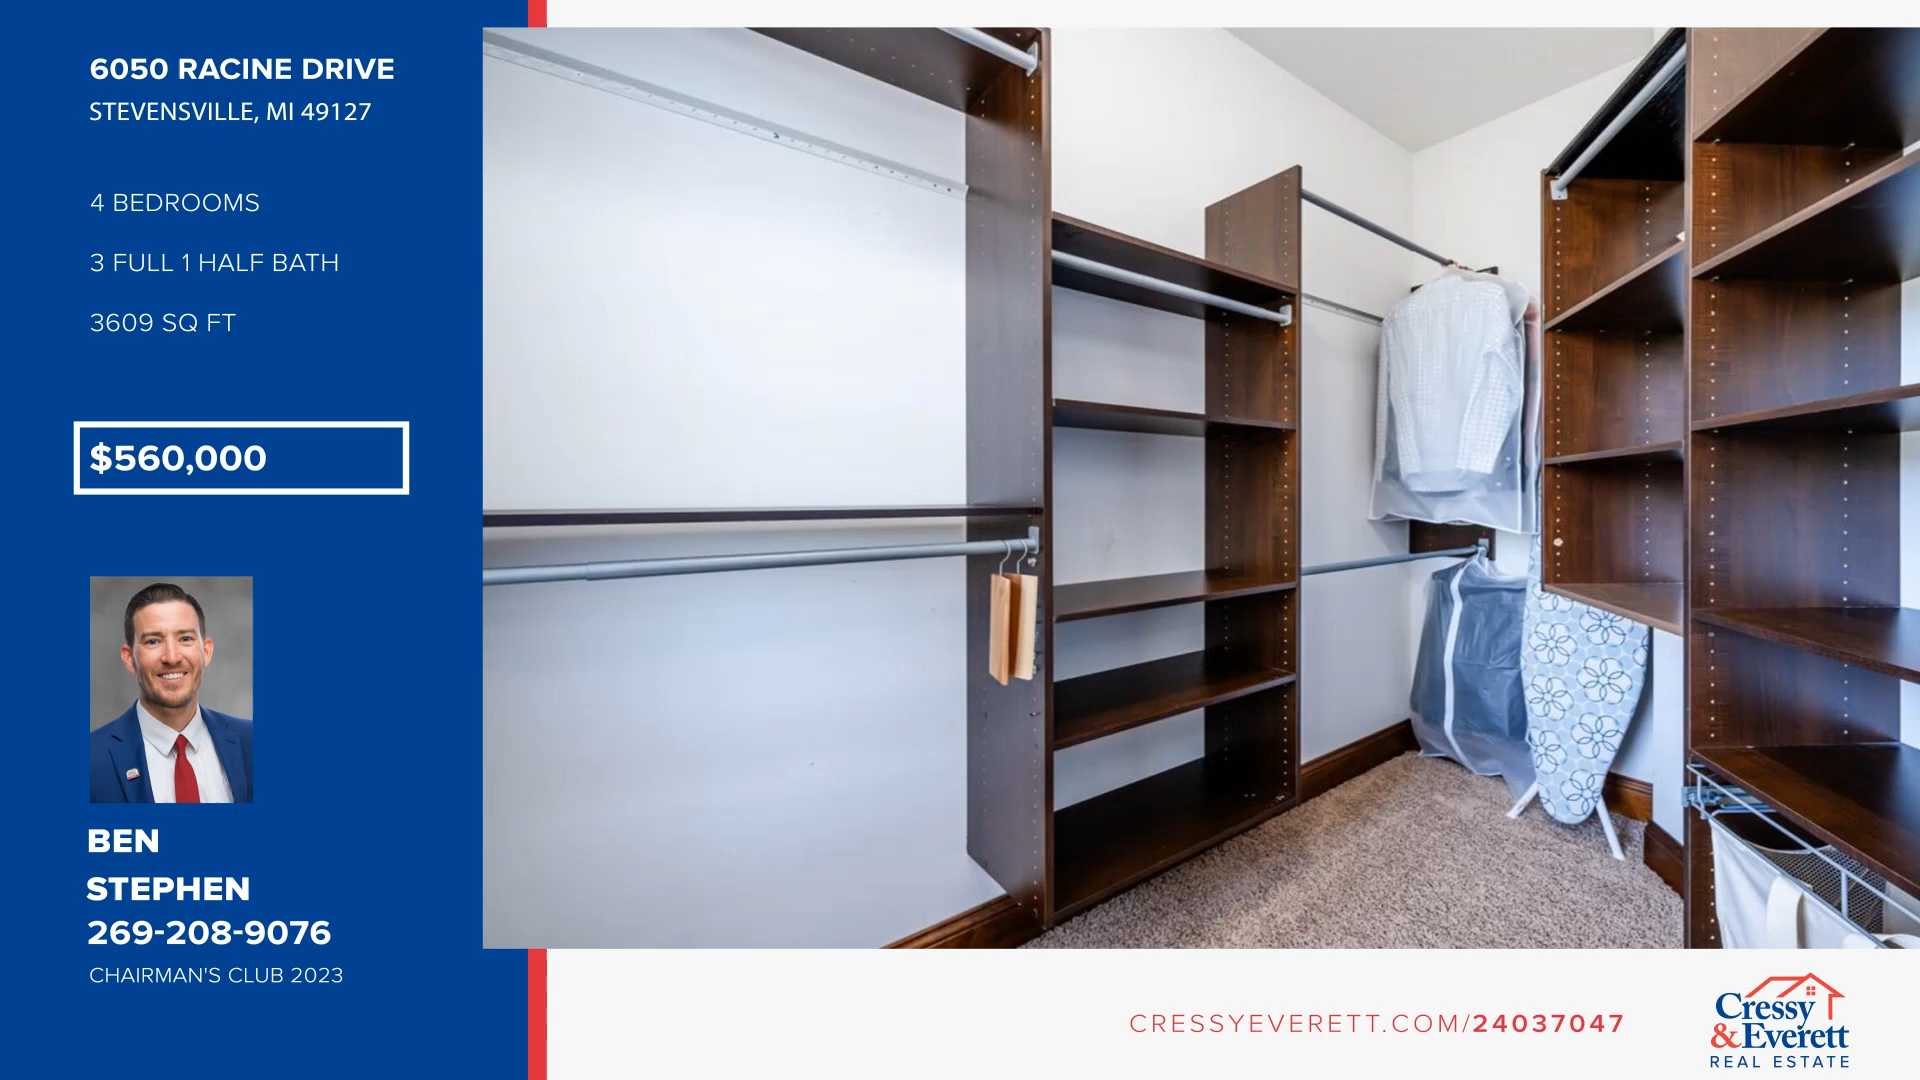 6050 RACINE DRIVE
STEVENSVILLE, MI 49127
4 BEDROOMS
3 FULL 1 HALF BATH
3609 SQ FT
$560,000
BEN
STEPHEN
269-208-9076
CHAIRMAN'S CLUB 2023
CRESSYEVERETT.COM/24037047
Cressy
&Everett
REAL ESTATE